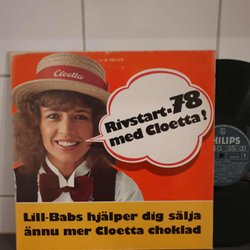 Cloetta
Rivstart-78
med Cloetta!
PHILIPS
Lill-Babs hjälper dig sälja
ännu mer Cloetta choklad